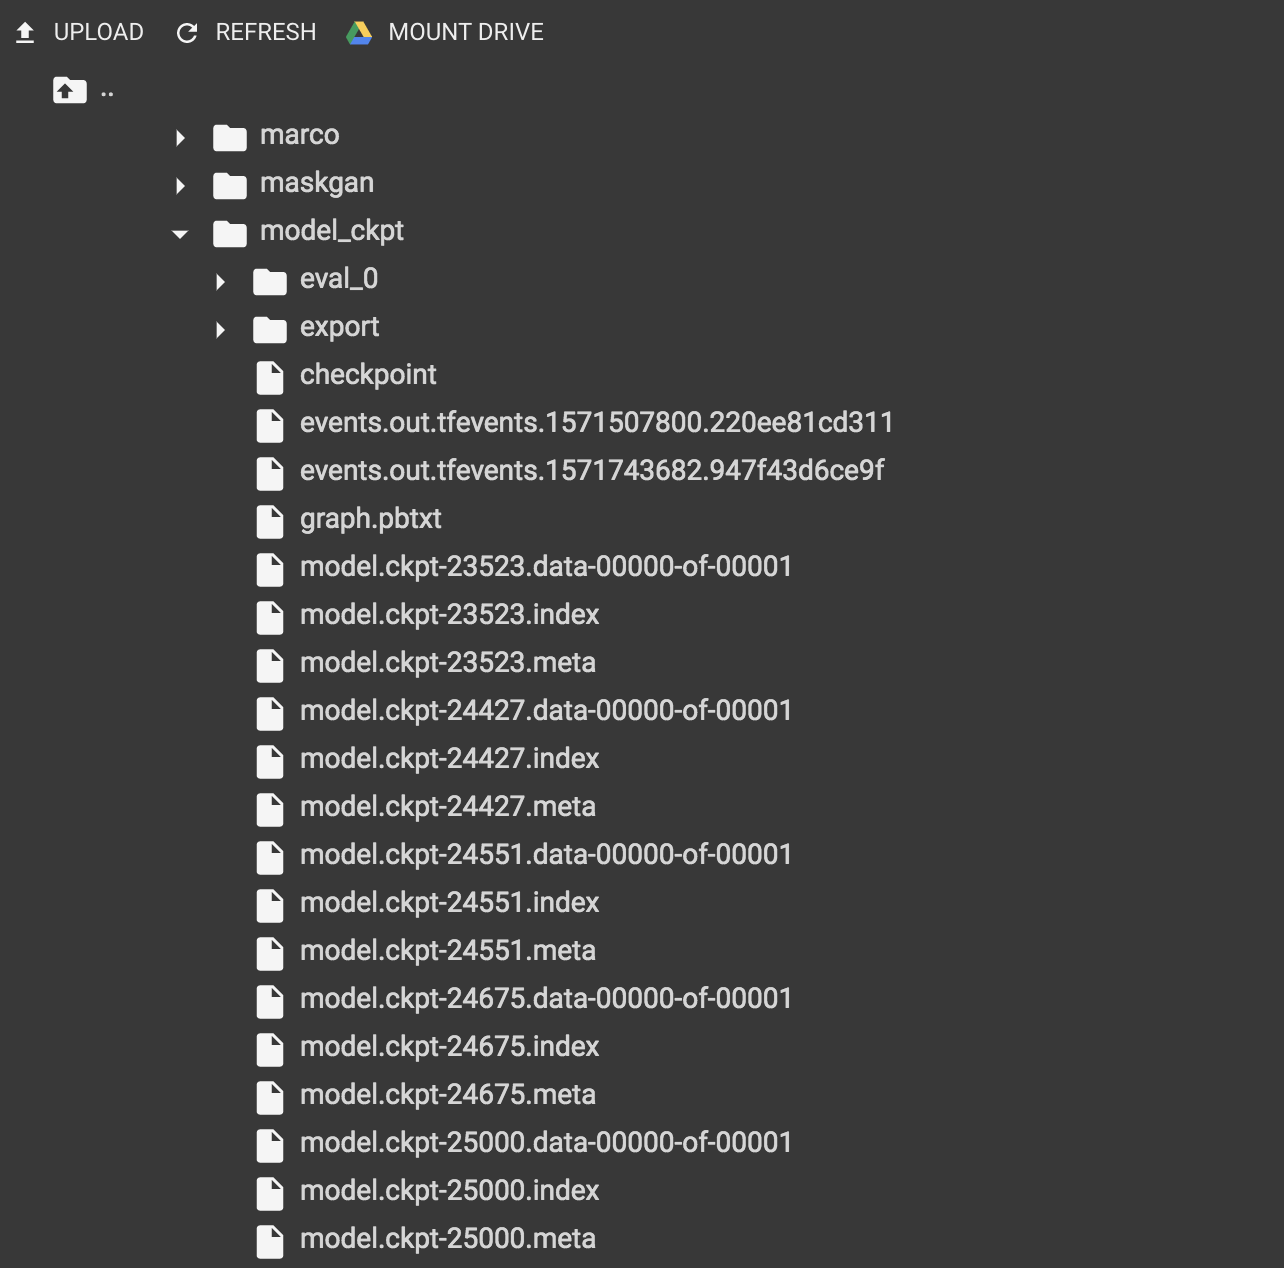 UPLOAD REFRESH MOUNT DRIVE
..
marco
maskgan
model_ckpt
eval_0
export
checkpoint
events.out.tfevents.1571507800.220ee81cd311
events.out.tfevents.1571743682.947f43d6ce9f
graph.pbtxt
model.ckpt-23523.data-00000-of-00001
model.ckpt-23523.index
model.ckpt-23523.meta
model.ckpt-24427.data-00000-of-00001
model.ckpt-24427.index
model.ckpt-24427.meta
model.ckpt-24551.data-00000-of-00001
model.ckpt-24551.index
model.ckpt-24551.meta
model.ckpt-24675.data-00000-of-00001
model.ckpt-24675.index
model.ckpt-24675.meta
model.ckpt-25000.data-00000-of-00001
model.ckpt-25000.index
model.ckpt-25000.meta